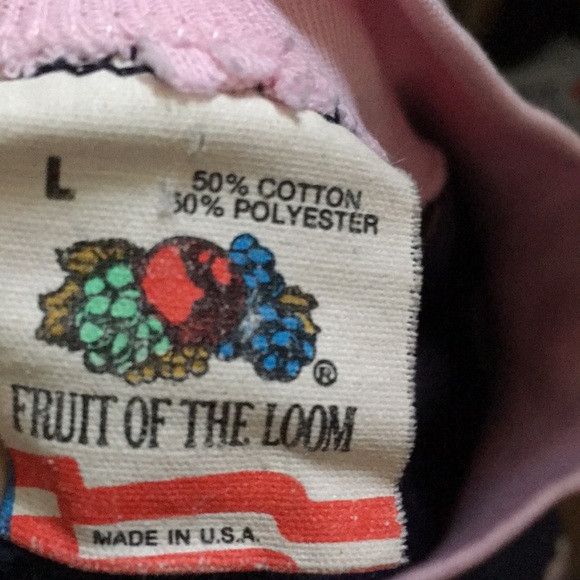 L
50% COTTON
50% POLYESTER
®
FRUIT OF THE LOOM
MADE IN U.S.A.